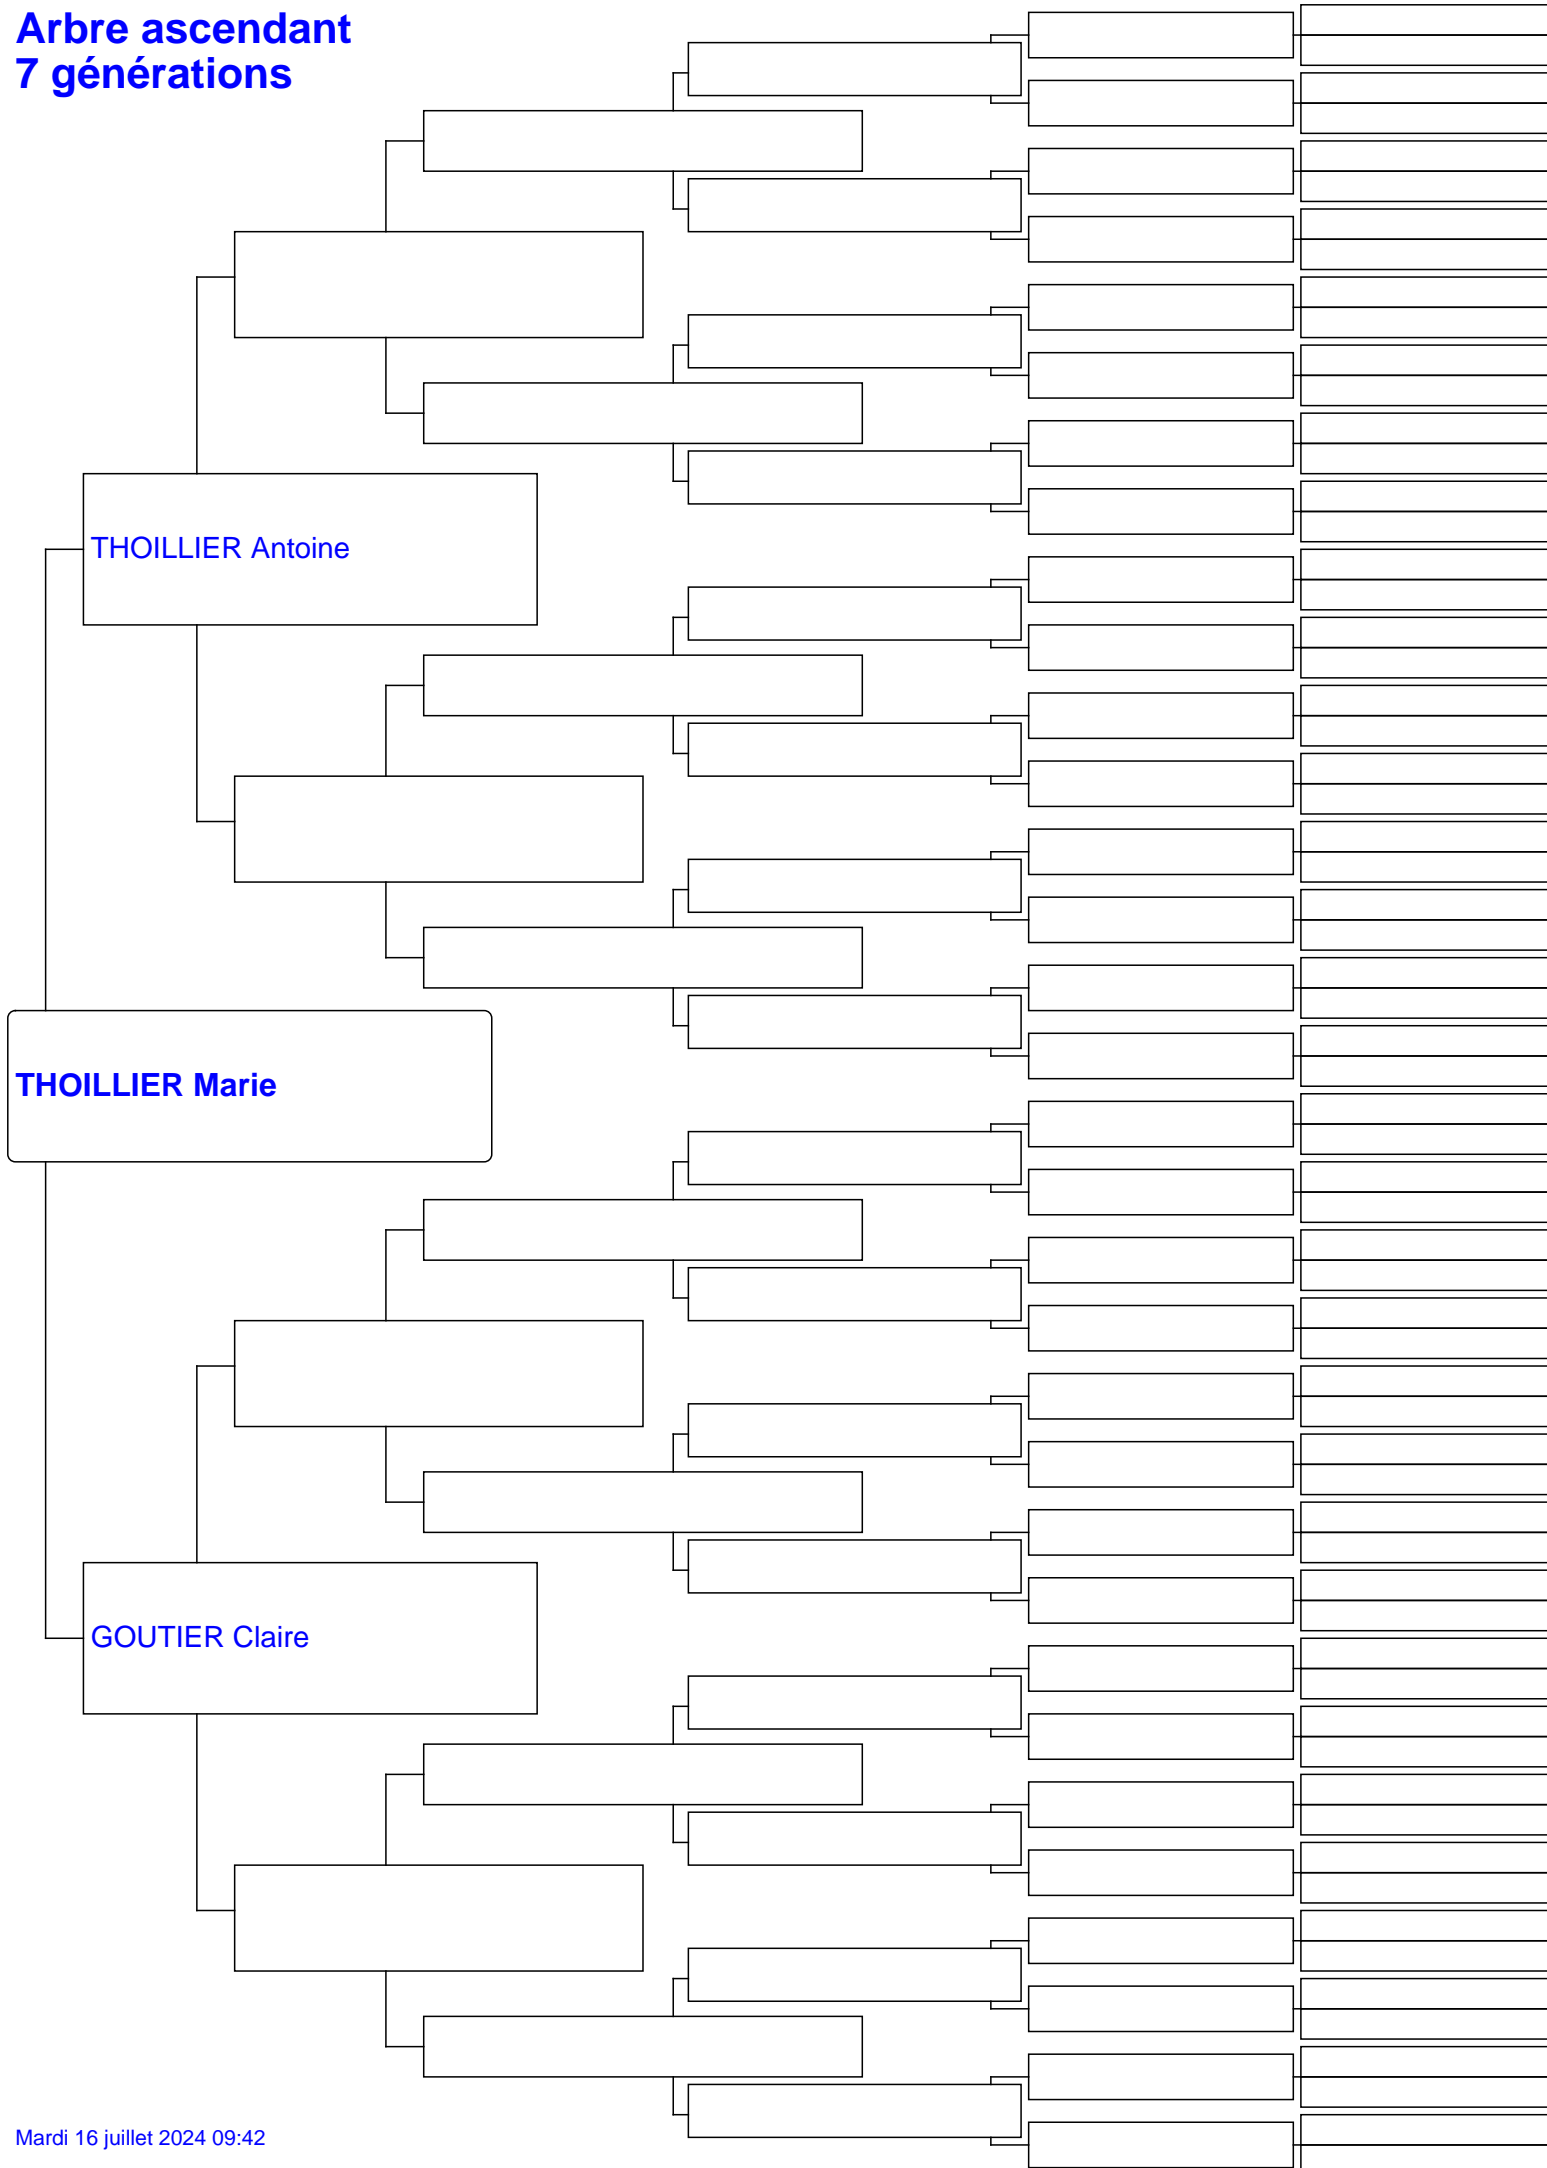 Arbre ascendant
7 générations
THOILLIER Antoine
THOILLIER Marie
GOUTIER Claire
Mardi 16 juillet 2024 09:42